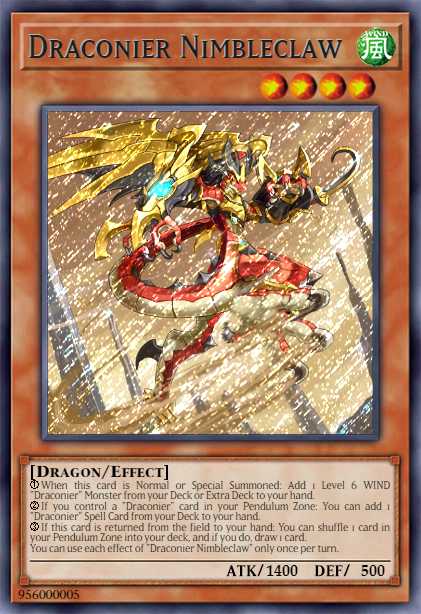 Draconier Nimbleclaw
WIND
風
[Dragon/Effect]
①When this card is Normal or Special Summoned: Add 1 Level 6 WIND
"Draconier" Monster from your Deck or Extra Deck to your hand.
②If you control a "Draconier" card in your Pendulum Zone: You can add 1
"Draconier" Spell Card from your Deck to your hand.
③If this card is returned from the field to your hand: You can shuffle 1 card in
your Pendulum Zone into your deck, and if you do, draw 1 card.
You can use each effect of "Draconier Nimbleclaw" only once per turn.
ATK/1400 DEF/ 500
956000005